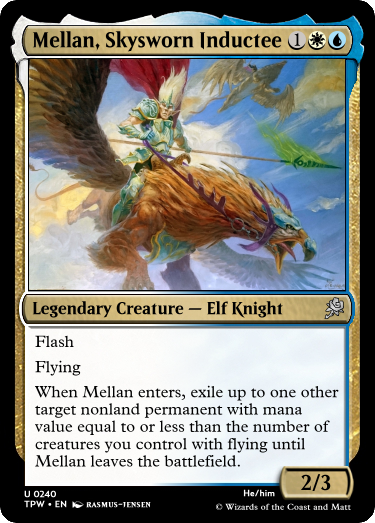 Mellan, Skysworn Inductee 1
Legendary Creature — Elf Knight
Flash
Flying
When Mellan enters, exile up to one other
target nonland permanent with mana
value equal to or less than the number of
creatures you control with flying until
Mellan leaves the battlefield.
2/3
U 0240 He/him
TPW • EN RASMUS-JENSEN © Wizards of the Coast and Matt